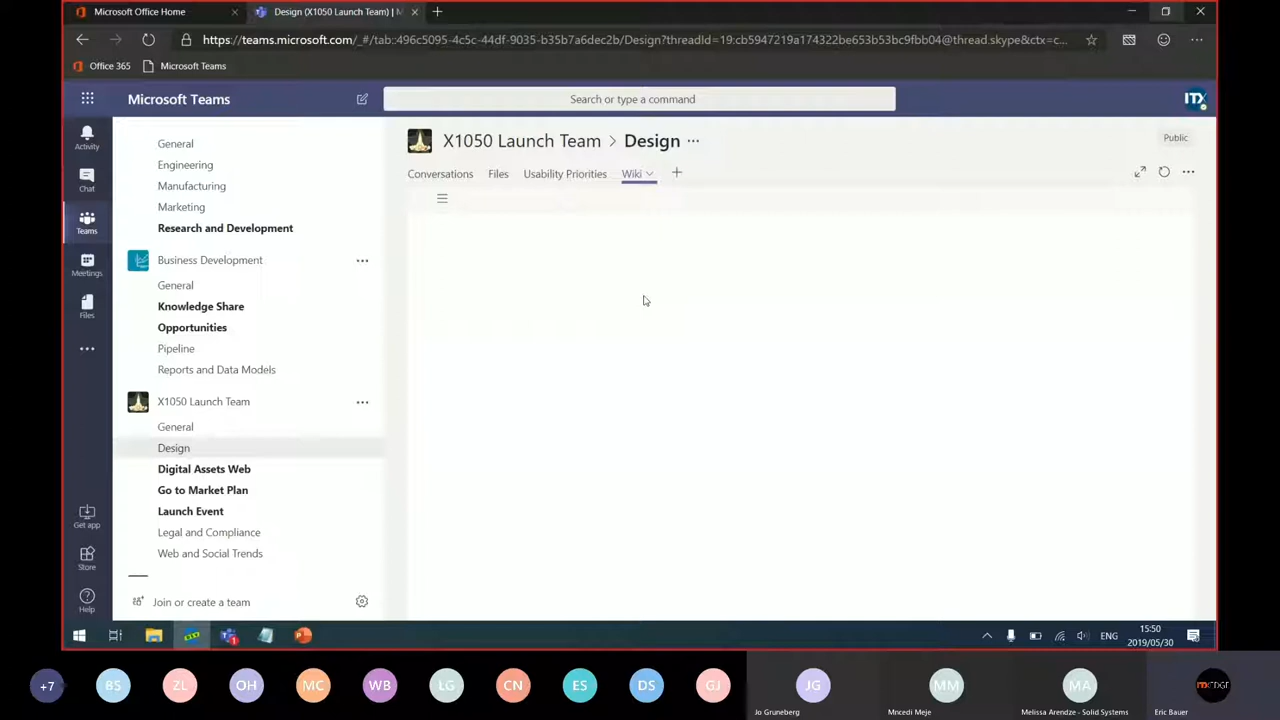 Microsoft Office Home
Design (X1050 Launch Team) | M
https://teams.microsoft.com/_#/tab::496c5095-4c5c-44df-9035-b35b7a6dec2b/Design?threadId=19:cb5947219a174322be653b53bc9fbb04@thread.skype&ctx=c...
Office 365
Microsoft Teams
Microsoft Teams
Search or type a command
ITX
Activity
Chat
Teams
Meetings
Files
Get app
Store
Help
General
Engineering
Manufacturing
Marketing
Research and Development
Business Development
General
Knowledge Share
Opportunities
Pipeline
Reports and Data Models
X1050 Launch Team
General
Design
Digital Assets Web
Go to Market Plan
Launch Event
Legal and Compliance
Web and Social Trends
Join or create a team
X1050 Launch Team > Design ...
Public
Conversations Files Usability Priorities Wiki
ENG
15:50
2019/05/30
+7 BS ZL OH MC WB LG CN ES DS GJ JG MM MA
Jo Gruneberg
Mncedi Meje
Melissa Arendze - Solid Systems
Eric Bauer